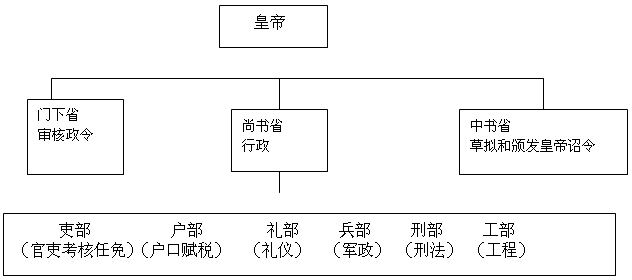 皇帝
门下省
审核政令
尚书省
行政
中书省
草拟和颁发皇帝诏令
吏部 户部 礼部 兵部 刑部 工部
（官吏考核任免） （户口赋税） （礼仪） （军政） （刑法） （工程）